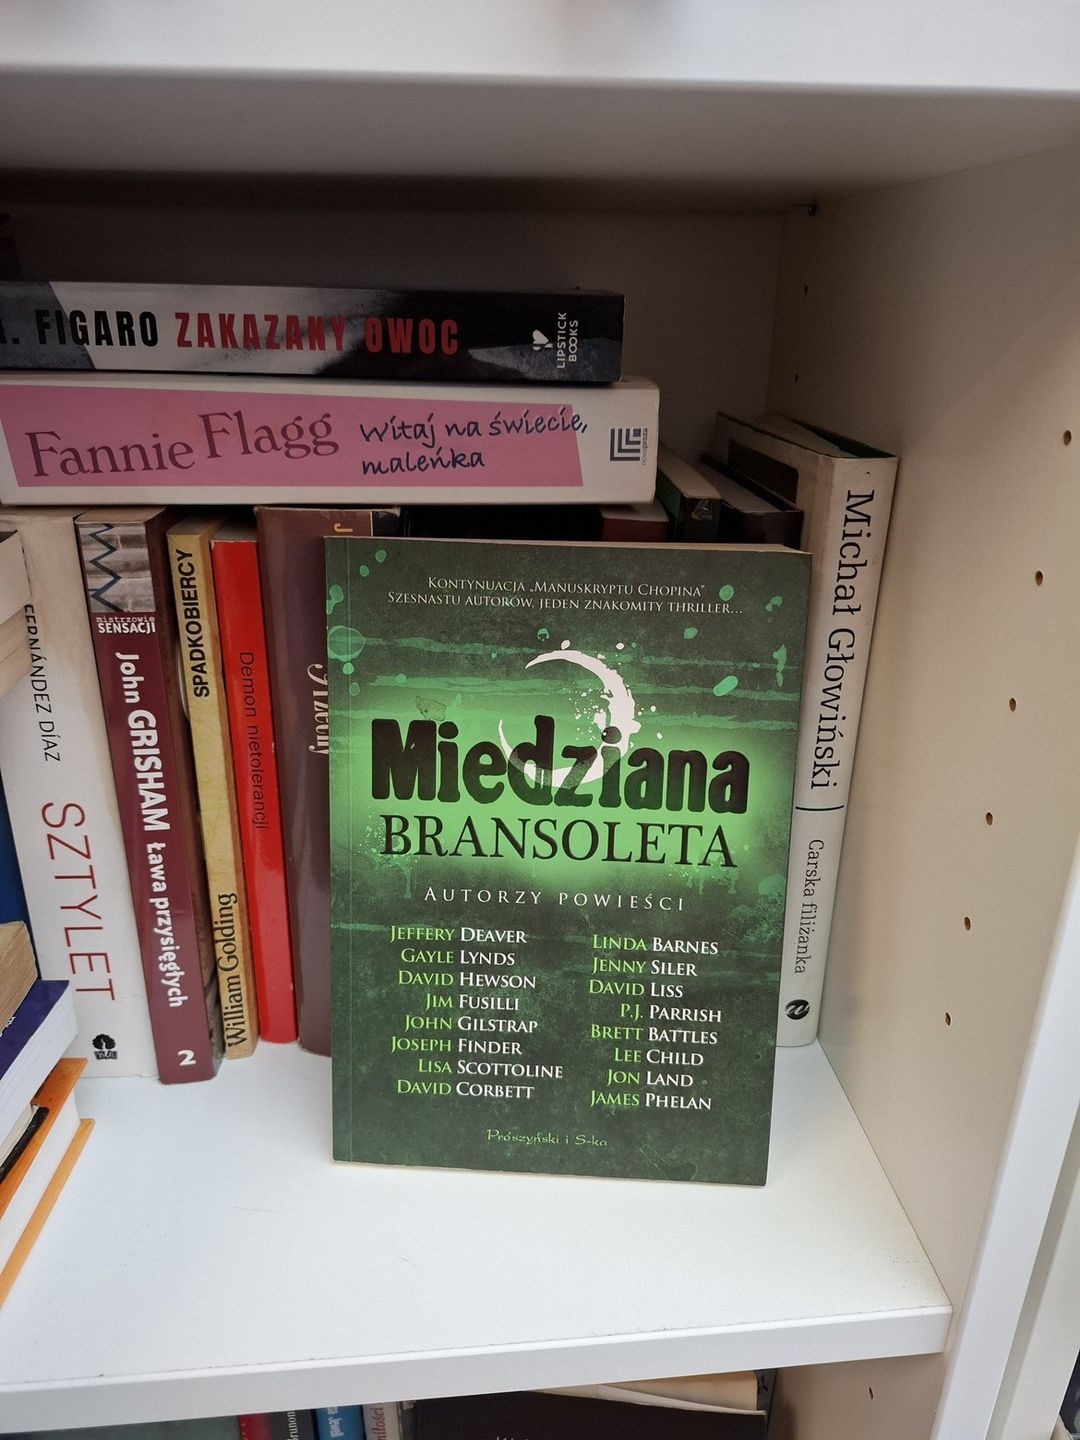 . FIGARO ZAKAZANY OWOC
LIPSTICK
BOOKS
Fannie Flagg
Witaj na świecie,
maleńka
FERNÁNDEZ DÍAZ
SZTYLET
mistrzowie
SENSACJI
John GRISHAM Ława przysięgłych
2
SPADKOBIERCY
William Golding
Demon nietolerancji
KONTYNUACJA „MANUSKRYPTU CHOPINA”
SZESNASTU AUTORÓW, JEDEN ZNAKOMITY THRILLER...
Miedziana
BRANSOLETA
AUTORZY POWIEŚCI
JEFFERY DEAVER
GAYLE LYNDS
DAVID HEWSON
JIM FUSILLI
JOHN GILSTRAP
JOSEPH FINDER
LISA SCOTTOLINE
DAVID CORBETT
LINDA BARNES
JENNY SILER
DAVID LISS
P.J. PARRISH
BRETT BATTLES
LEE CHILD
JON LAND
JAMES PHELAN
Prószyński i S-ka
Michał Głowiński
Carska filiżanka